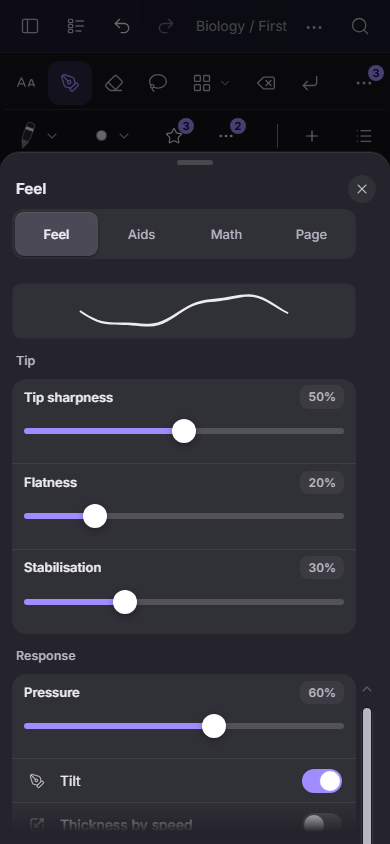 Biology / First
AA
3
3
2
Feel
Feel
Aids
Math
Page
Tip
Tip sharpness
50%
Flatness
20%
Stabilisation
30%
Response
Pressure
60%
Tilt
Thickness by speed